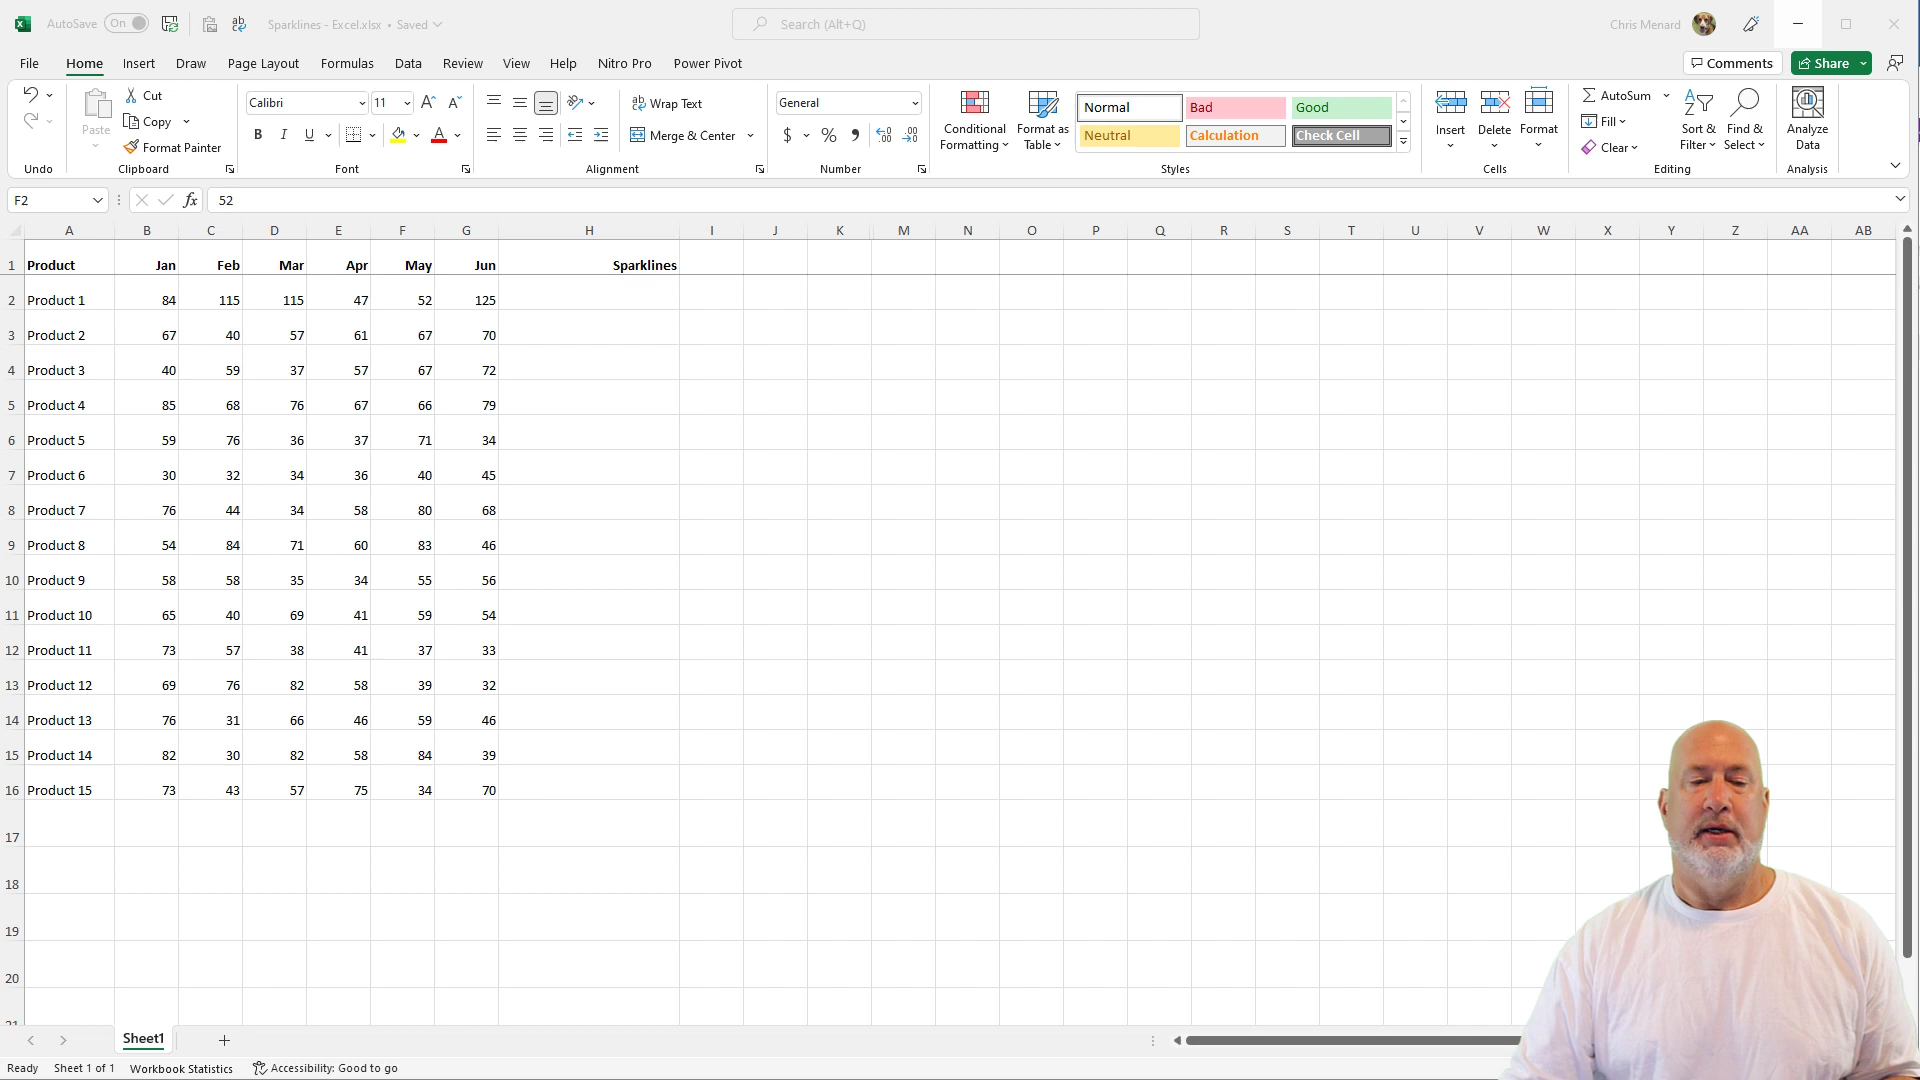 AutoSave On Sparklines - Excel.xlsx • Saved Search (Alt+Q) Chris Menard
File Home Insert Draw Page Layout Formulas Data Review View Help Nitro Pro Power Pivot Comments Share
Paste Cut Copy Format Painter
Calibri 11
B I U A
Wrap Text
Merge & Center
General
$ % 9
Conditional Formatting Format as Table
Normal Bad Good
Neutral Calculation Check Cell
Insert Delete Format
AutoSum
Fill
Clear
Sort & Filter Find & Select
Analyze Data
Undo Clipboard Font Alignment Number Styles Cells Editing Analysis
F2 fx 52
A B C D E F G H I J K L M N O P Q R S T U V W X Y Z AA AB
1 Product Jan Feb Mar Apr May Jun Sparklines
2 Product 1 84 115 115 47 52 125
3 Product 2 67 40 57 61 67 70
4 Product 3 40 59 37 57 67 72
5 Product 4 85 68 76 67 66 79
6 Product 5 59 76 36 37 71 34
7 Product 6 30 32 34 36 40 45
8 Product 7 76 44 34 58 80 68
9 Product 8 54 84 71 60 83 46
10 Product 9 58 58 35 34 55 56
11 Product 10 65 40 69 41 59 54
12 Product 11 73 57 38 41 37 33
13 Product 12 69 76 82 58 39 32
14 Product 13 76 31 66 46 59 46
15 Product 14 82 30 82 58 84 39
16 Product 15 73 43 57 75 34 70
17
18
19
20
21
Sheet1
Ready Sheet 1 of 1 Workbook Statistics Accessibility: Good to go